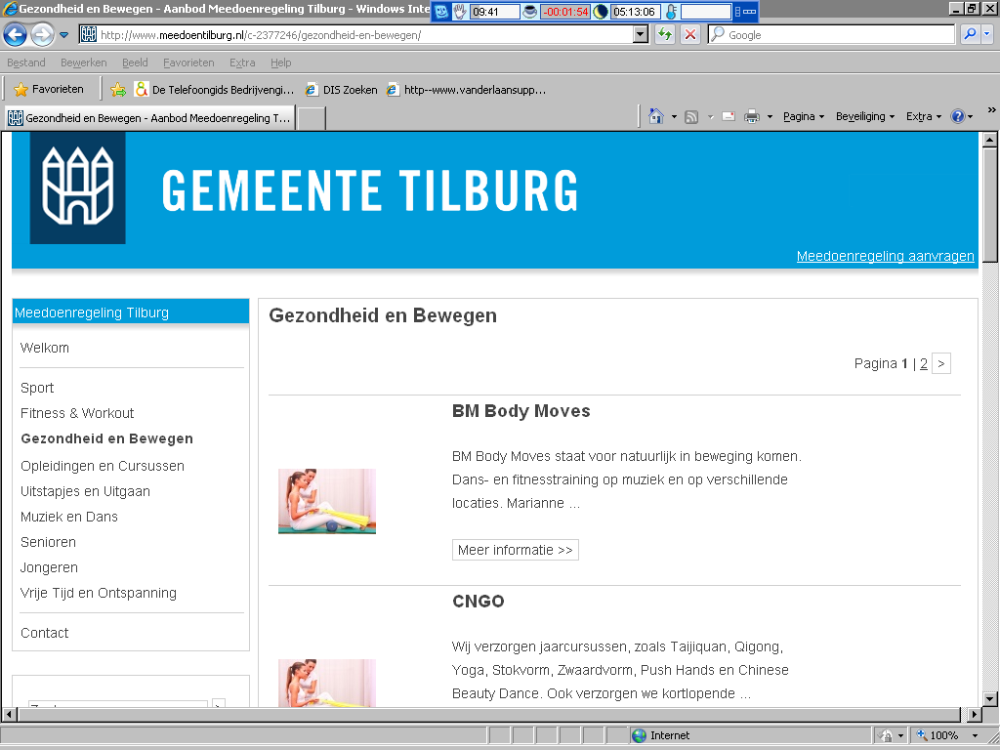 Gezondheid en Bewegen - Aanbod Meedoenregeling Tilburg - Windows Inte
09:41
-00:01:54
05:13:06
http://www.meedoentilburg.nl/c-2377246/gezondheid-en-bewegen/
Google
Bestand Bewerken Beeld Favorieten Extra Help
Favorieten
De Telefoongids Bedrijvengi...
DIS Zoeken
http--www.vanderlaansupp...
Gezondheid en Bewegen - Aanbod Meedoenregeling T...
Pagina
Beveiliging
Extra
GEMEENTE TILBURG
Meedoenregeling aanvragen
Meedoenregeling Tilburg
Welkom
Sport
Fitness & Workout
Gezondheid en Bewegen
Opleidingen en Cursussen
Uitstapjes en Uitgaan
Muziek en Dans
Senioren
Jongeren
Vrije Tijd en Ontspanning
Contact
Gezondheid en Bewegen
Pagina 1 | 2 >
BM Body Moves
BM Body Moves staat voor natuurlijk in beweging komen.
Dans- en fitnesstraining op muziek en op verschillende
locaties. Marianne ...
Meer informatie >>
CNGO
Wij verzorgen jaarcursussen, zoals Taijiquan, Qigong,
Yoga, Stokvorm, Zwaardvorm, Push Hands en Chinese
Beauty Dance. Ook verzorgen we kortlopende ...
Internet
100%